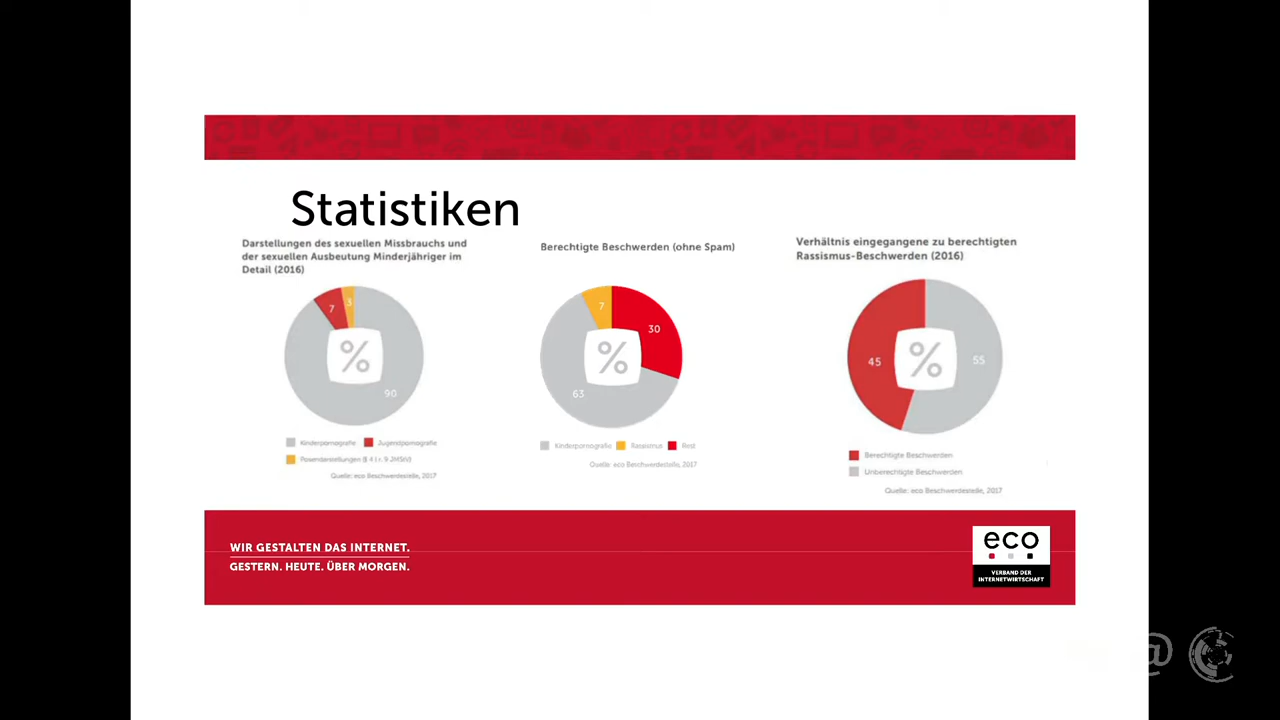 Statistiken
Darstellungen des sexuellen Missbrauchs und
der sexuellen Ausbeutung Minderjähriger im
Detail (2016)
7
3
%
90
Kinderpornografie
Jugendpornografie
Posendarstellungen (§ 4 I r. 9 JMStV)
Quelle: eco Beschwerdestelle, 2017
Berechtigte Beschwerden (ohne Spam)
7
30
%
63
Kinderpornografie
Rassismus
Rest
Quelle: eco Beschwerdestelle, 2017
Verhältnis eingegangene zu berechtigten
Rassismus-Beschwerden (2016)
45
%
55
Berechtigte Beschwerden
Unberechtigte Beschwerden
Quelle: eco Beschwerdestelle, 2017
WIR GESTALTEN DAS INTERNET.
GESTERN. HEUTE. ÜBER MORGEN.
eco
VERBAND DER
INTERNETWIRTSCHAFT
@